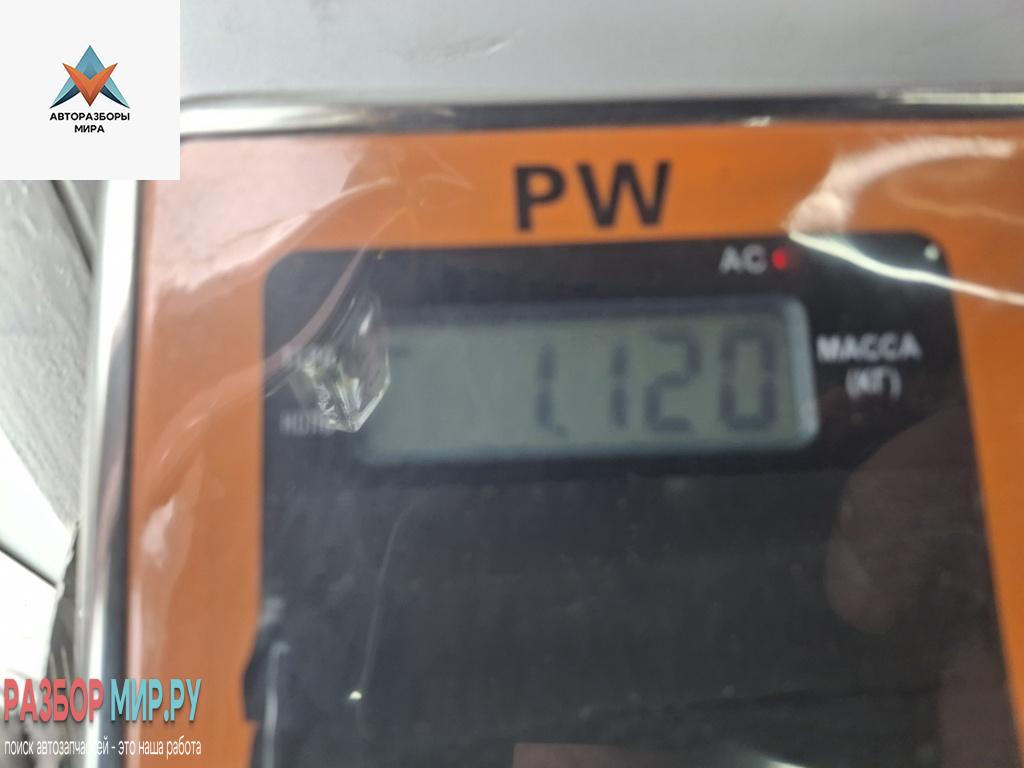 АВТОРАЗБОРЫ
МИРА
PW
AC
1.120
МАССА
(КГ)
РАЗБОР МИР.РУ
поиск автозапчастей - это наша работа